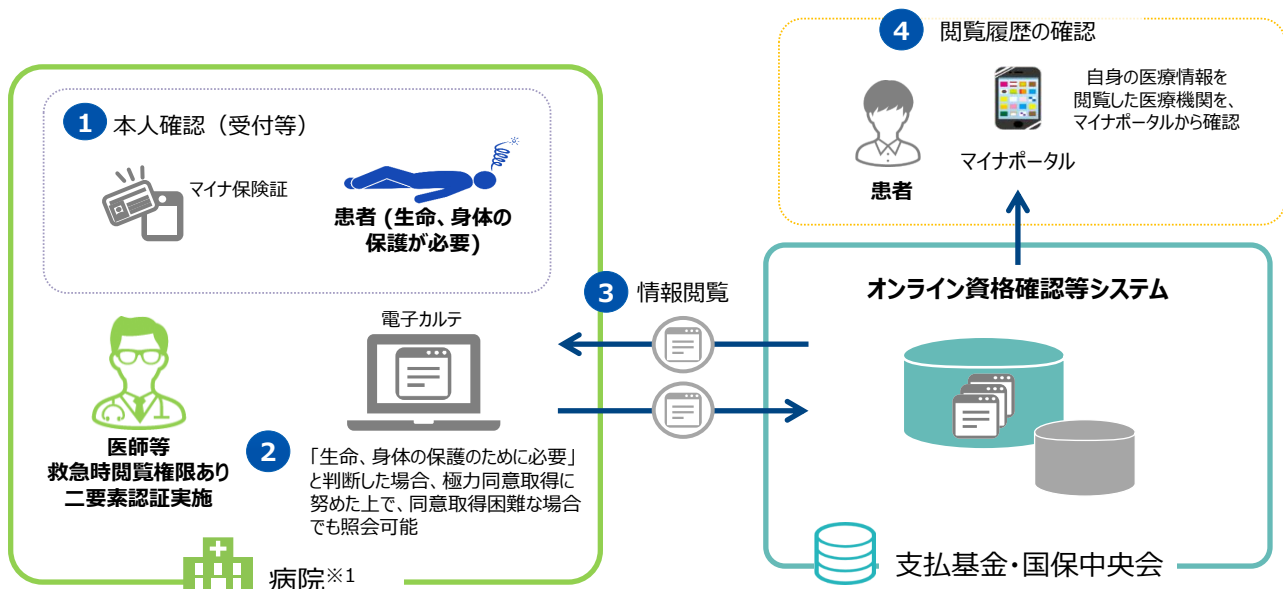 1 本人確認（受付等）
マイナ保険証
患者 (生命、身体の
保護が必要)
医師等
救急時閲覧権限あり
二要素認証実施
電子カルテ
2 「生命、身体の保護のために必要」
と判断した場合、極力同意取得に
努めた上で、同意取得困難な場合
でも照会可能
病院※1
3 情報閲覧
4 閲覧履歴の確認
患者
マイナポータル
自身の医療情報を
閲覧した医療機関を、
マイナポータルから確認
オンライン資格確認等システム
支払基金・国保中央会